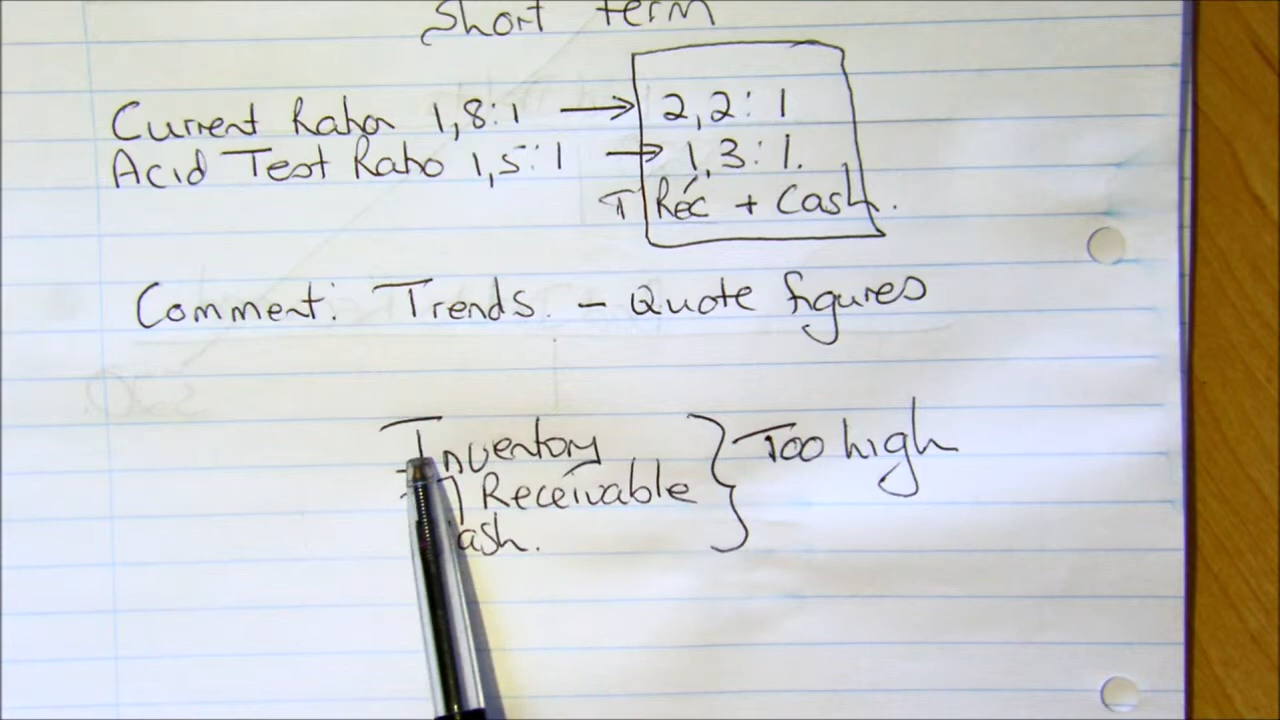 Short term
Current Ratio 1,8:1 → 2,2:1
Acid Test Ratio 1,5:1 → 1,3:1.
T Rec + Cash.
Comment: Trends. - Quote figures
Inventory
Receivable
Too high